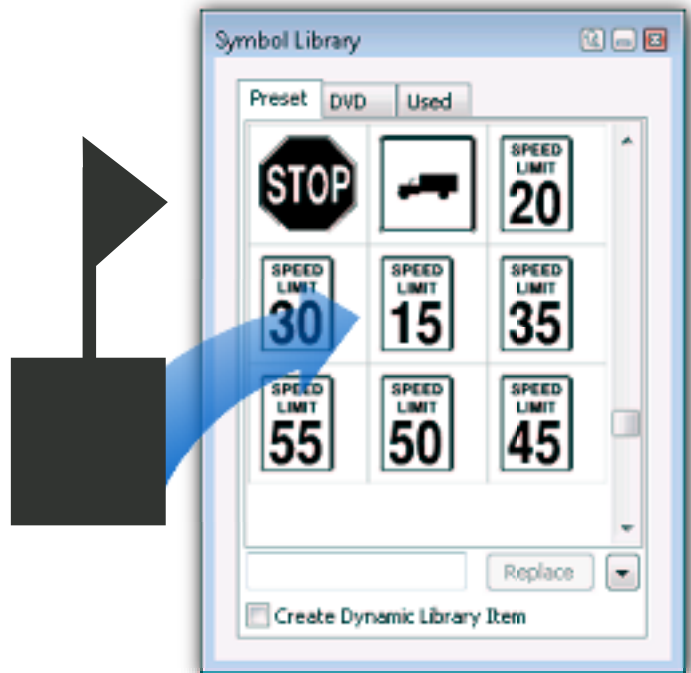 Symbol Library
Preset DVD Used
STOP
SPEED
LIMIT
20
SPEED
LIMIT
30
SPEED
LIMIT
15
SPEED
LIMIT
35
SPEED
LIMIT
55
SPEED
LIMIT
50
SPEED
LIMIT
45
Replace
Create Dynamic Library Item